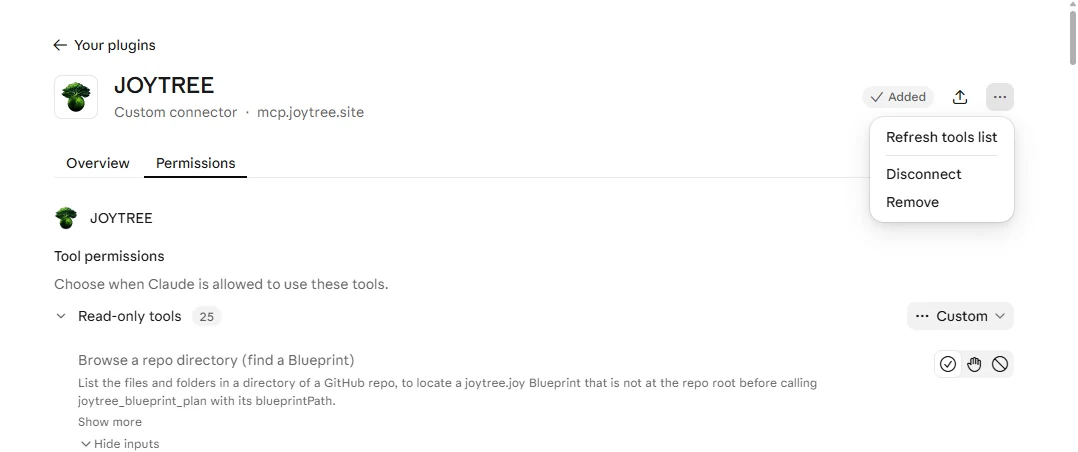 Your plugins
JOYTREE
Custom connector · mcp.joytree.site
Added
Refresh tools list
Disconnect
Remove
Overview
Permissions
JOYTREE
Tool permissions
Choose when Claude is allowed to use these tools.
Read-only tools 25
Custom
Browse a repo directory (find a Blueprint)
List the files and folders in a directory of a GitHub repo, to locate a joytree.joy Blueprint that is not at the repo root before calling
joytree_blueprint_plan with its blueprintPath.
Show more
Hide inputs